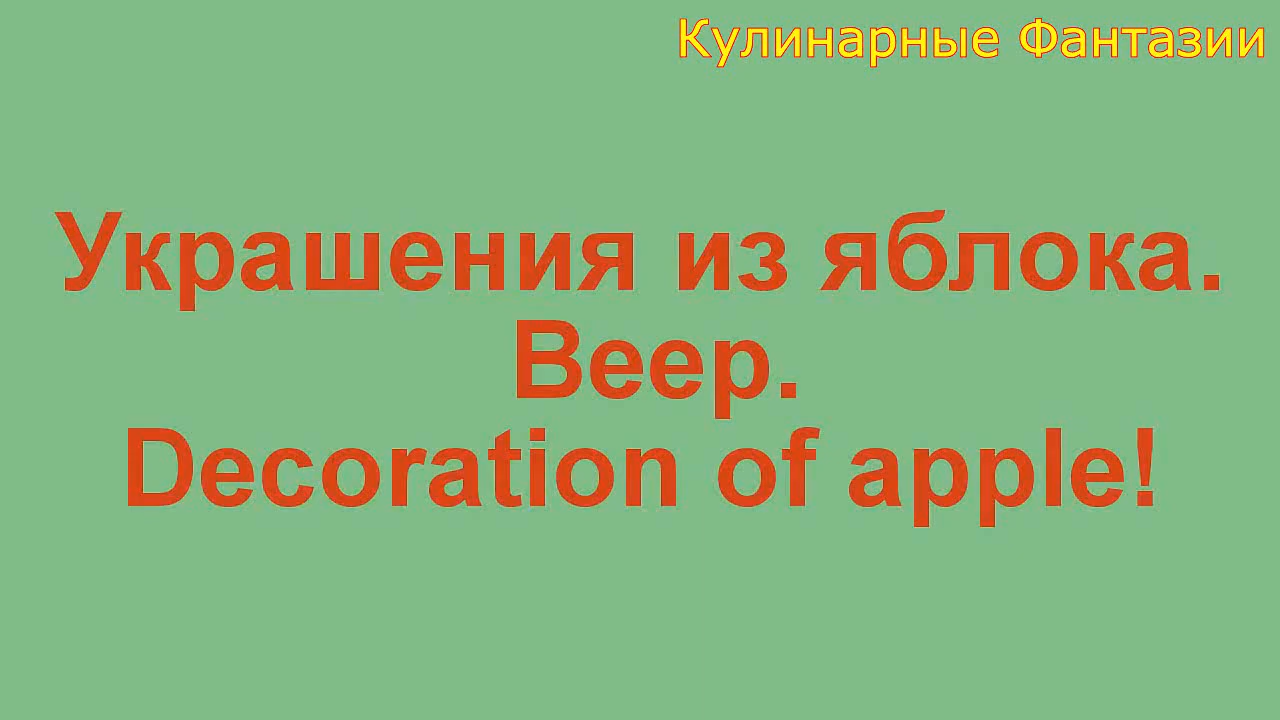 Кулинарные Фантазии
Украшения из яблока.
Веер.
Decoration of apple!